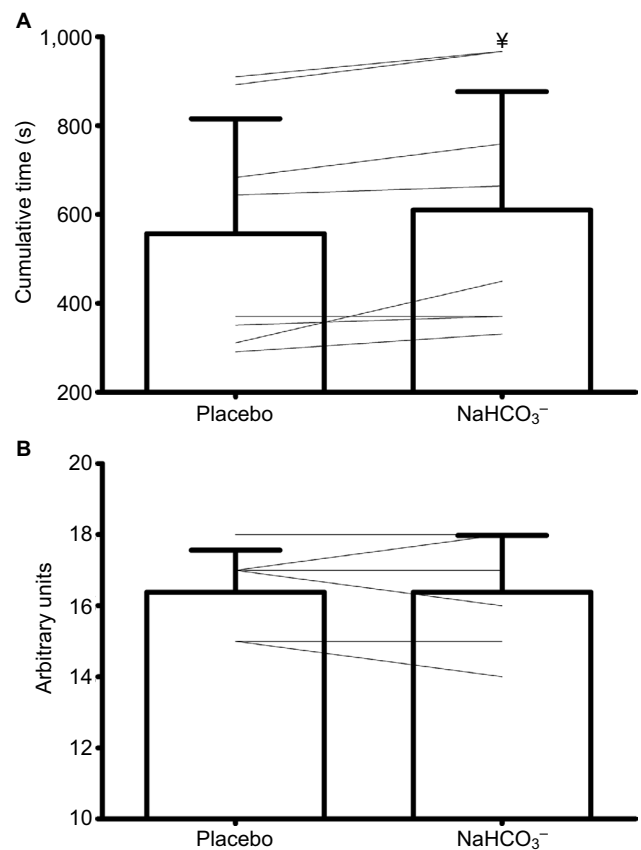 A
1,000
¥
800
600
400
200
Cumulative time (s)
Placebo
NaHCO₃⁻
B
20
18
16
14
12
10
Arbitrary units
Placebo
NaHCO₃⁻